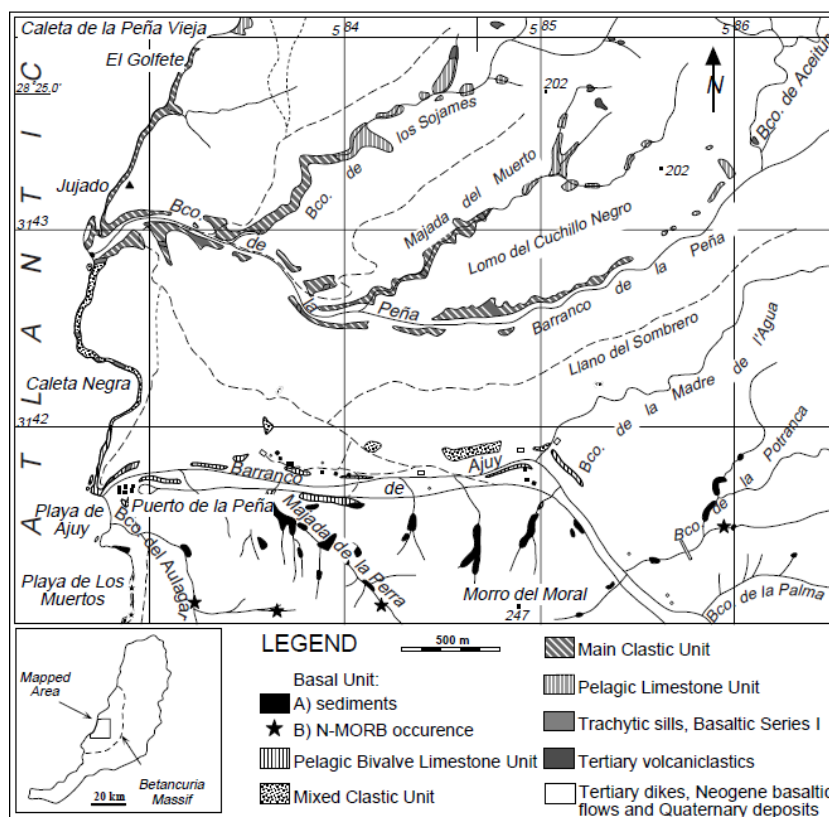 Caleta de la Peña Vieja
5 84
5 85
5 86
El Golfete
28°25.0'
202
N
Bco. de Aceitun
Bco. de los Sojames
Jujado
Majada del Muerto
202
31 43
Bco. de la Peña
Lomo del Cuchillo Negro
Barranco de la Peña
Llano del Sombrero
Caleta Negra
Bco. de la Madre de l'Agua
31 42
ATLANTIC
Barranco de Ajuy
Bco. de la Potranca
Playa de
Ajuy
Puerto de la Peña
Bco. del Aulagar
Majada de la Perra
Playa de Los
Muertos
Morro del Moral
247
Bco. de la Palma
Mapped
Area
Betancuria
Massif
20 km
LEGEND
500 m
Basal Unit:
A) sediments
B) N-MORB occurence
Pelagic Bivalve Limestone Unit
Mixed Clastic Unit
Main Clastic Unit
Pelagic Limestone Unit
Trachytic sills, Basaltic Series I
Tertiary volcaniclastics
Tertiary dikes, Neogene basaltic
flows and Quaternary deposits